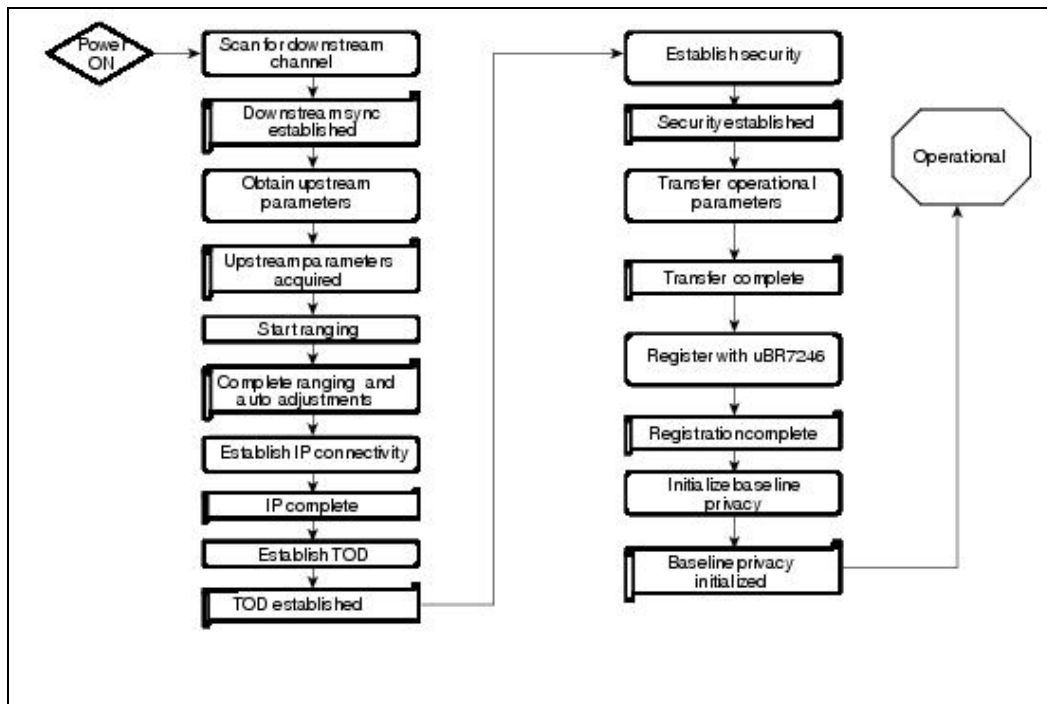 Power
ON
Scan for downstream
channel
Downstream sync
established
Obtain upstream
parameters
Upstream parameters
acquired
Start ranging
Complete ranging and
auto adjustments
Establish IP connectivity
IP complete
Establish TOD
TOD established
Establish security
Security established
Transfer operational
parameters
Transfer complete
Register with uBR7246
Registration complete
Initialize baseline
privacy
Baseline privacy
initialized
Operational